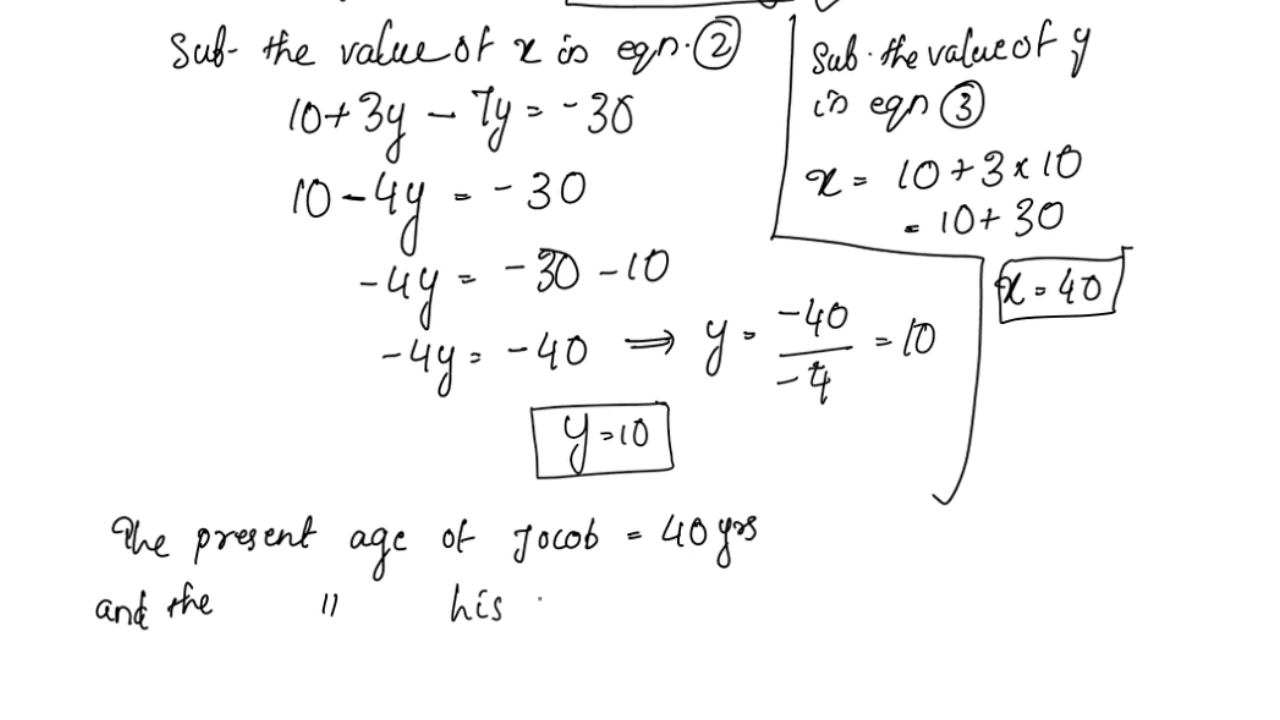 Sub- the value of x in eqn. ②
10 + 3y - 7y = -30
10 - 4y = -30
-4y = -30 - 10
-4y = -40 ⟹ y = -40/-4 = 10
y = 10
Sub. the value of y
in eqn ③
x = 10 + 3 × 10
= 10 + 30
x = 40
The present age of Jocob = 40 yrs
and the " his